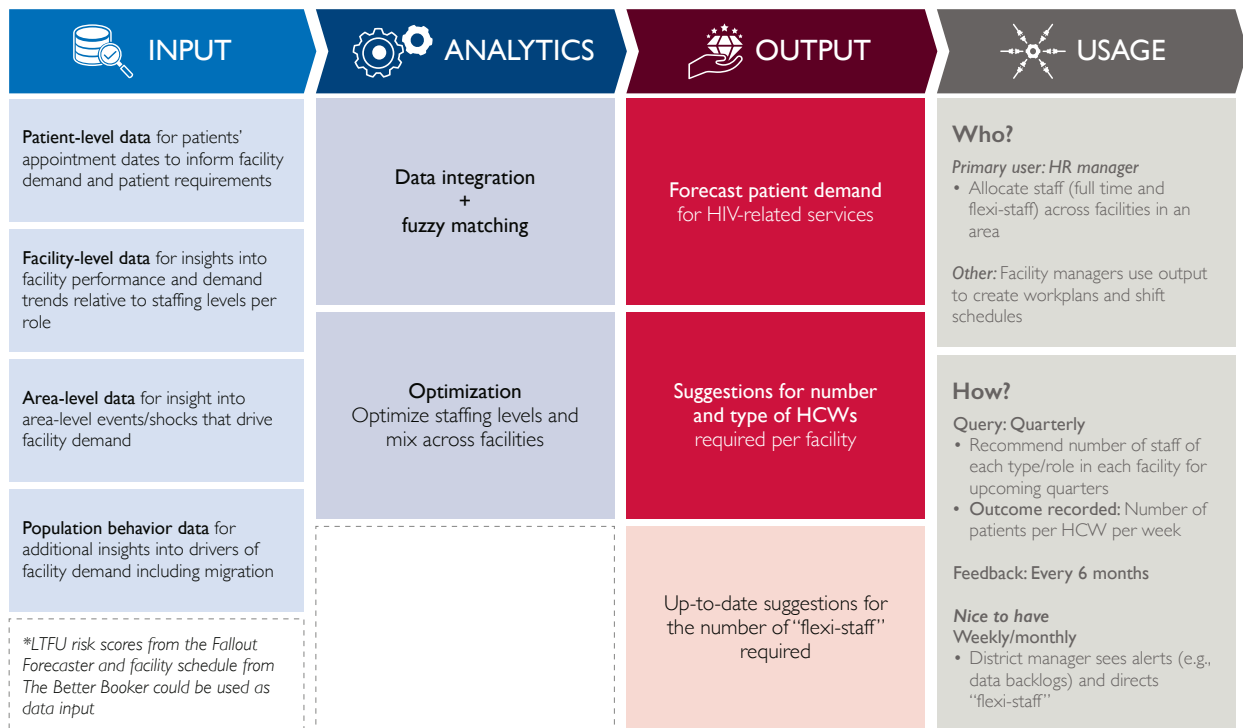 INPUT
ANALYTICS
OUTPUT
USAGE
Patient-level data for patients'
appointment dates to inform facility
demand and patient requirements
Facility-level data for insights into
facility performance and demand
trends relative to staffing levels per
role
Area-level data for insight into
area-level events/shocks that drive
facility demand
Population behavior data for
additional insights into drivers of
facility demand including migration
*LTFU risk scores from the Fallout
Forecaster and facility schedule from
The Better Booker could be used as
data input
Data integration
+
fuzzy matching
Optimization
Optimize staffing levels and
mix across facilities
Forecast patient demand
for HIV-related services
Suggestions for number
and type of HCWs
required per facility
Up-to-date suggestions for
the number of "flexi-staff"
required
Who?
Primary user: HR manager
• Allocate staff (full time and
flexi-staff) across facilities in an
area
Other: Facility managers use output
to create workplans and shift
schedules
How?
Query: Quarterly
• Recommend number of staff of
each type/role in each facility for
upcoming quarters
• Outcome recorded: Number of
patients per HCW per week
Feedback: Every 6 months
Nice to have
Weekly/monthly
• District manager sees alerts (e.g.,
data backlogs) and directs
"flexi-staff"